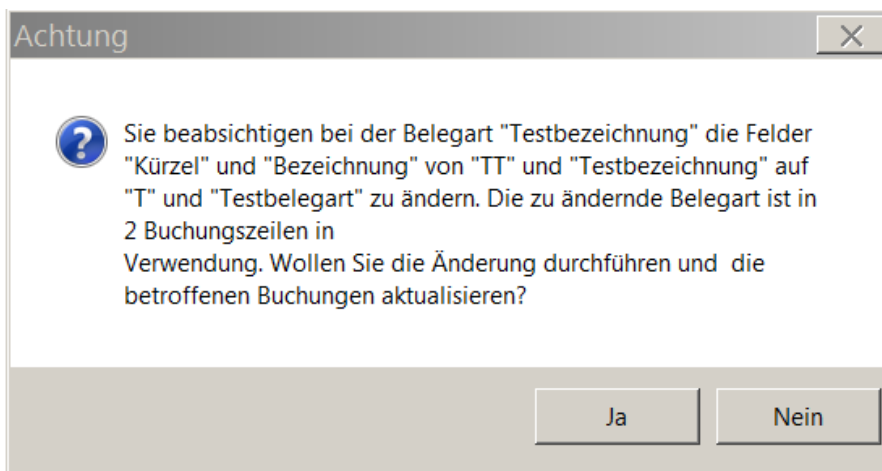 Achtung
Sie beabsichtigen bei der Belegart "Testbezeichnung" die Felder
"Kürzel" und "Bezeichnung" von "TT" und "Testbezeichnung" auf
"T" und "Testbelegart" zu ändern. Die zu ändernde Belegart ist in
2 Buchungszeilen in
Verwendung. Wollen Sie die Änderung durchführen und  die
betroffenen Buchungen aktualisieren?
Ja
Nein